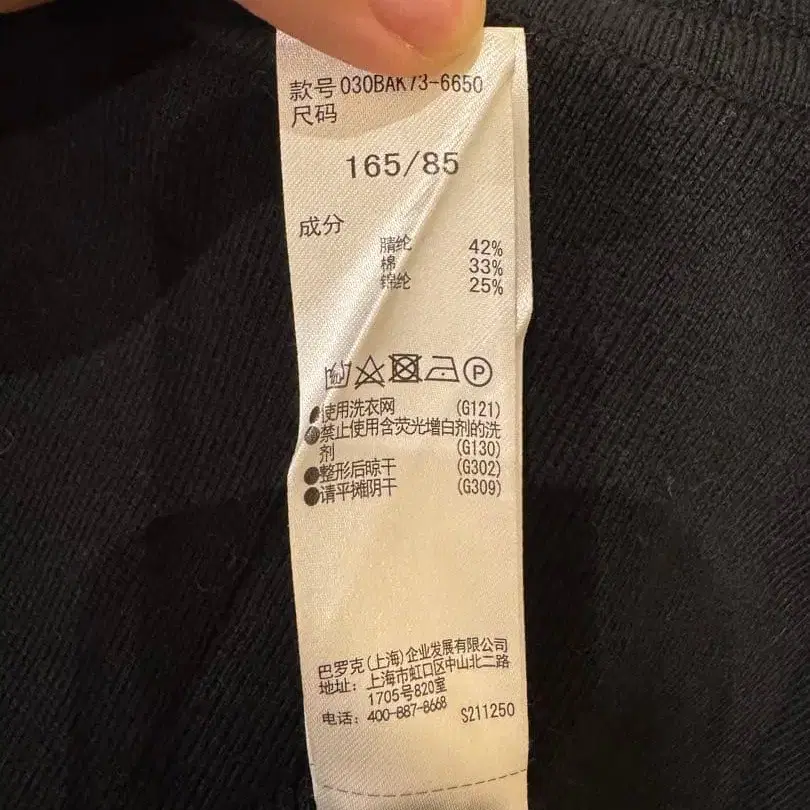 款号 030BAK73-6650
尺码
165/85
成分
腈纶 42%
棉 33%
锦纶 25%
P
●使用洗衣网 (G121)
●禁止使用含荧光增白剂的洗
剂 (G130)
●整形后晾干 (G302)
●请平摊阴干 (G309)
巴罗克(上海)企业发展有限公司
地址: 上海市虹口区中山北二路
1705号820室
电话: 400-887-8668 S211250